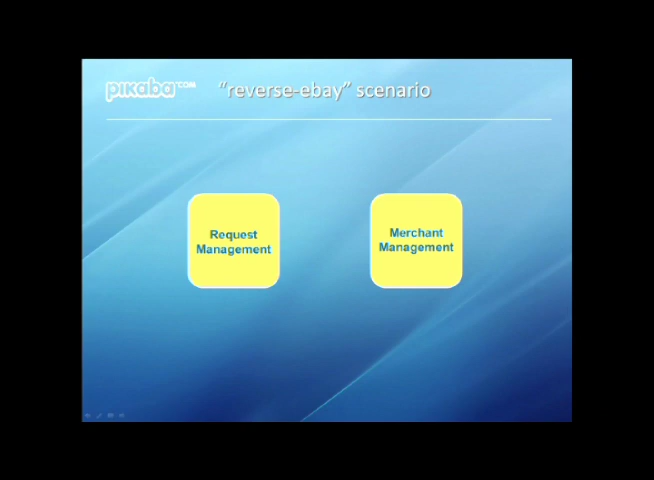 pikaba.com "reverse-ebay" scenario
Request
Management
Merchant
Management